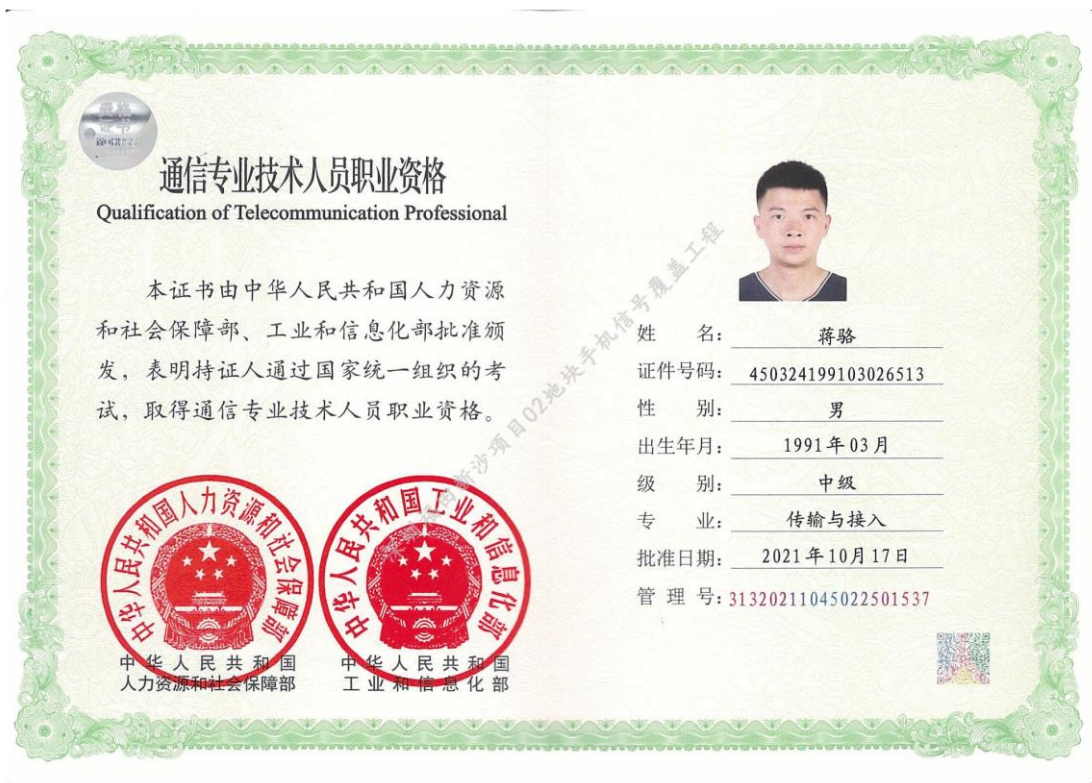 通信专业技术人员职业资格
Qualification of Telecommunication Professional
本证书由中华人民共和国人力资源
和社会保障部、工业和信息化部批准颁
发，表明持证人通过国家统一组织的考
试，取得通信专业技术人员职业资格。
中华人民共和国人力资源和社会保障部
中华人民共和国
人力资源和社会保障部
中华人民共和国工业和信息化部
中华人民共和国
工业和信息化部
姓 名： 蒋骆
证件号码： 450324199103026513
性 别： 男
出生年月： 1991年03月
级 别： 中级
专 业： 传输与接入
批准日期： 2021年10月17日
管 理 号： 31320211045022501537
新沙项目02地块手机信号覆盖工程